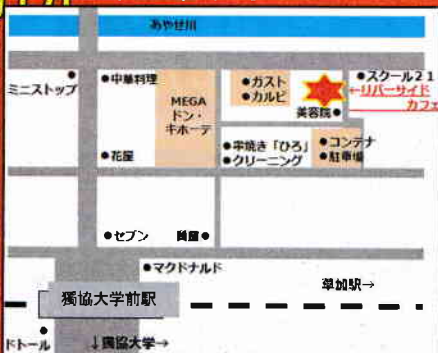 あやせ川
ミニストップ
●中華料理
MEGA
ドン・
キホーテ
●花屋
●ガスト
●カルビ
美容院●
●スクール21
←リバーサイド
カフェ
●串焼き「ひろ」
●クリーニング
●コンテナ
●駐車場
●セブン
●マクドナルド
草加駅→
獨協大学前駅
ドトール
↓獨協大学→